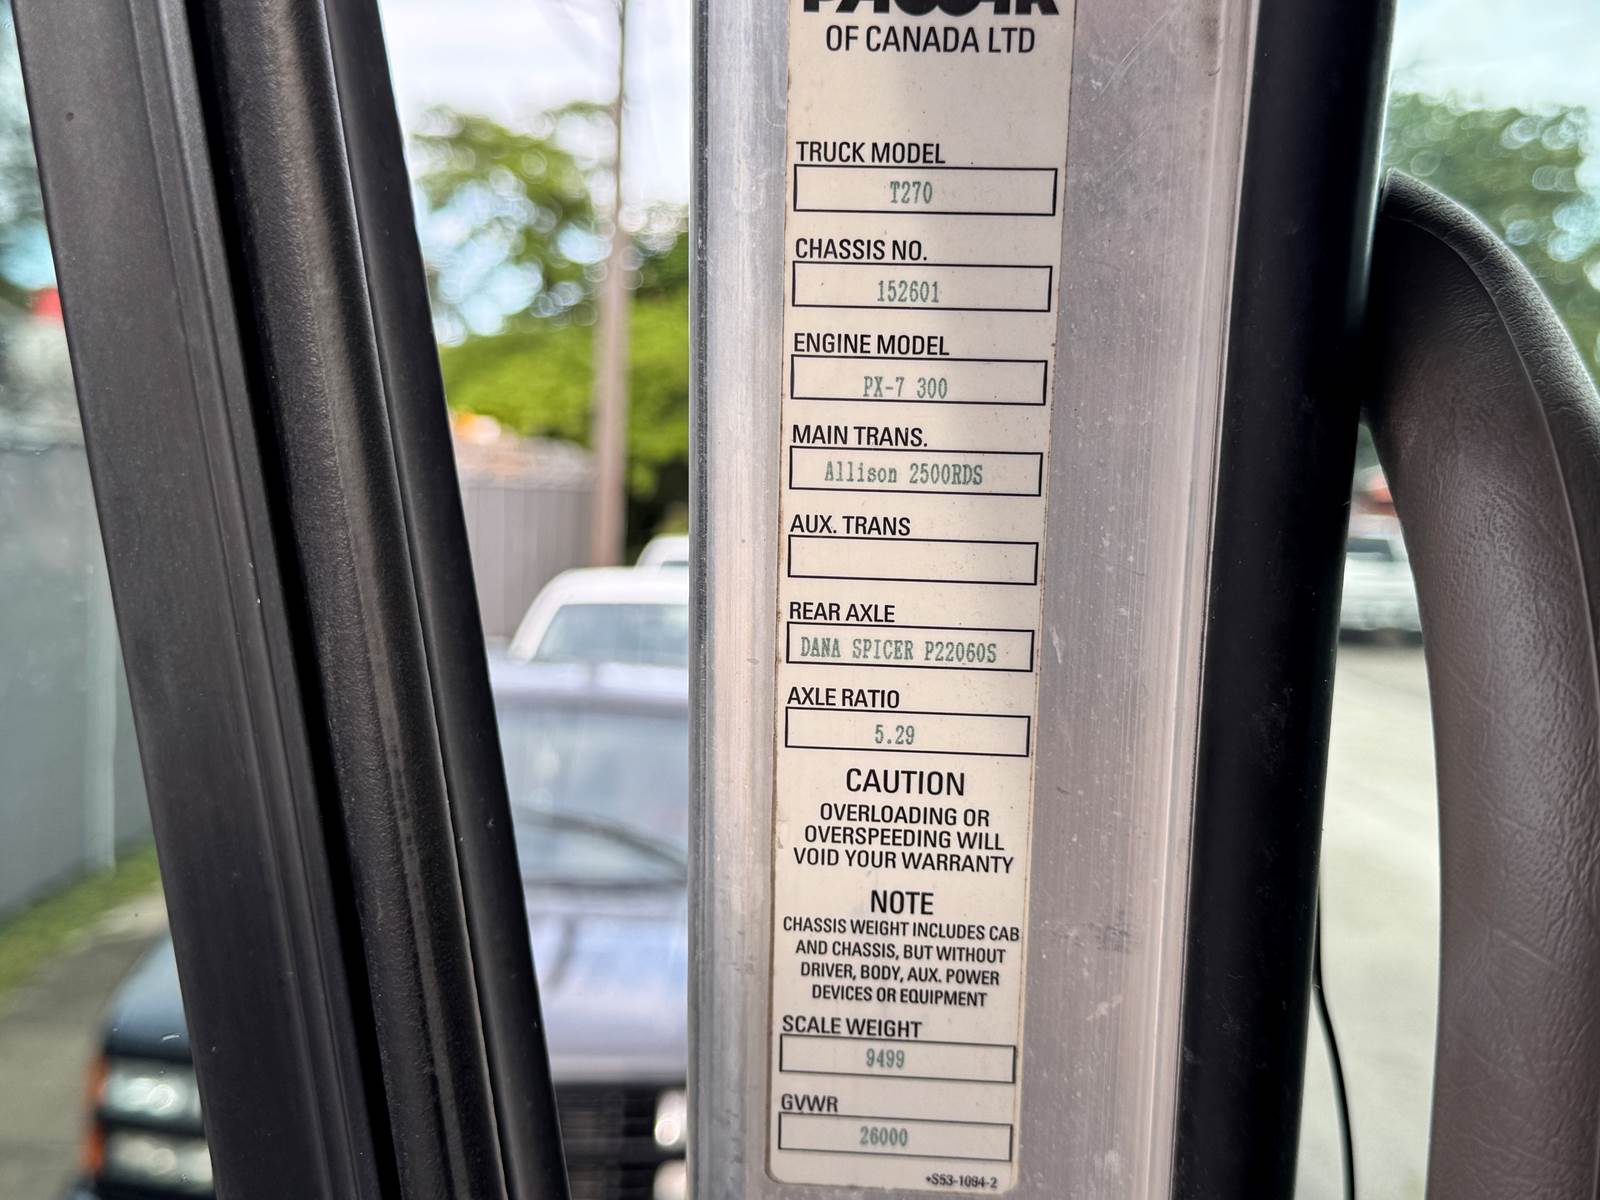 PACCAR
OF CANADA LTD
TRUCK MODEL
T270
CHASSIS NO.
152601
ENGINE MODEL
PX-7 300
MAIN TRANS.
Allison 2500RDS
AUX. TRANS
REAR AXLE
DANA SPICER P22060S
AXLE RATIO
5.29
CAUTION
OVERLOADING OR
OVERSPEEDING WILL
VOID YOUR WARRANTY
NOTE
CHASSIS WEIGHT INCLUDES CAB
AND CHASSIS, BUT WITHOUT
DRIVER, BODY, AUX. POWER
DEVICES OR EQUIPMENT
SCALE WEIGHT
9499
GVWR
26000
+S53-1094-2